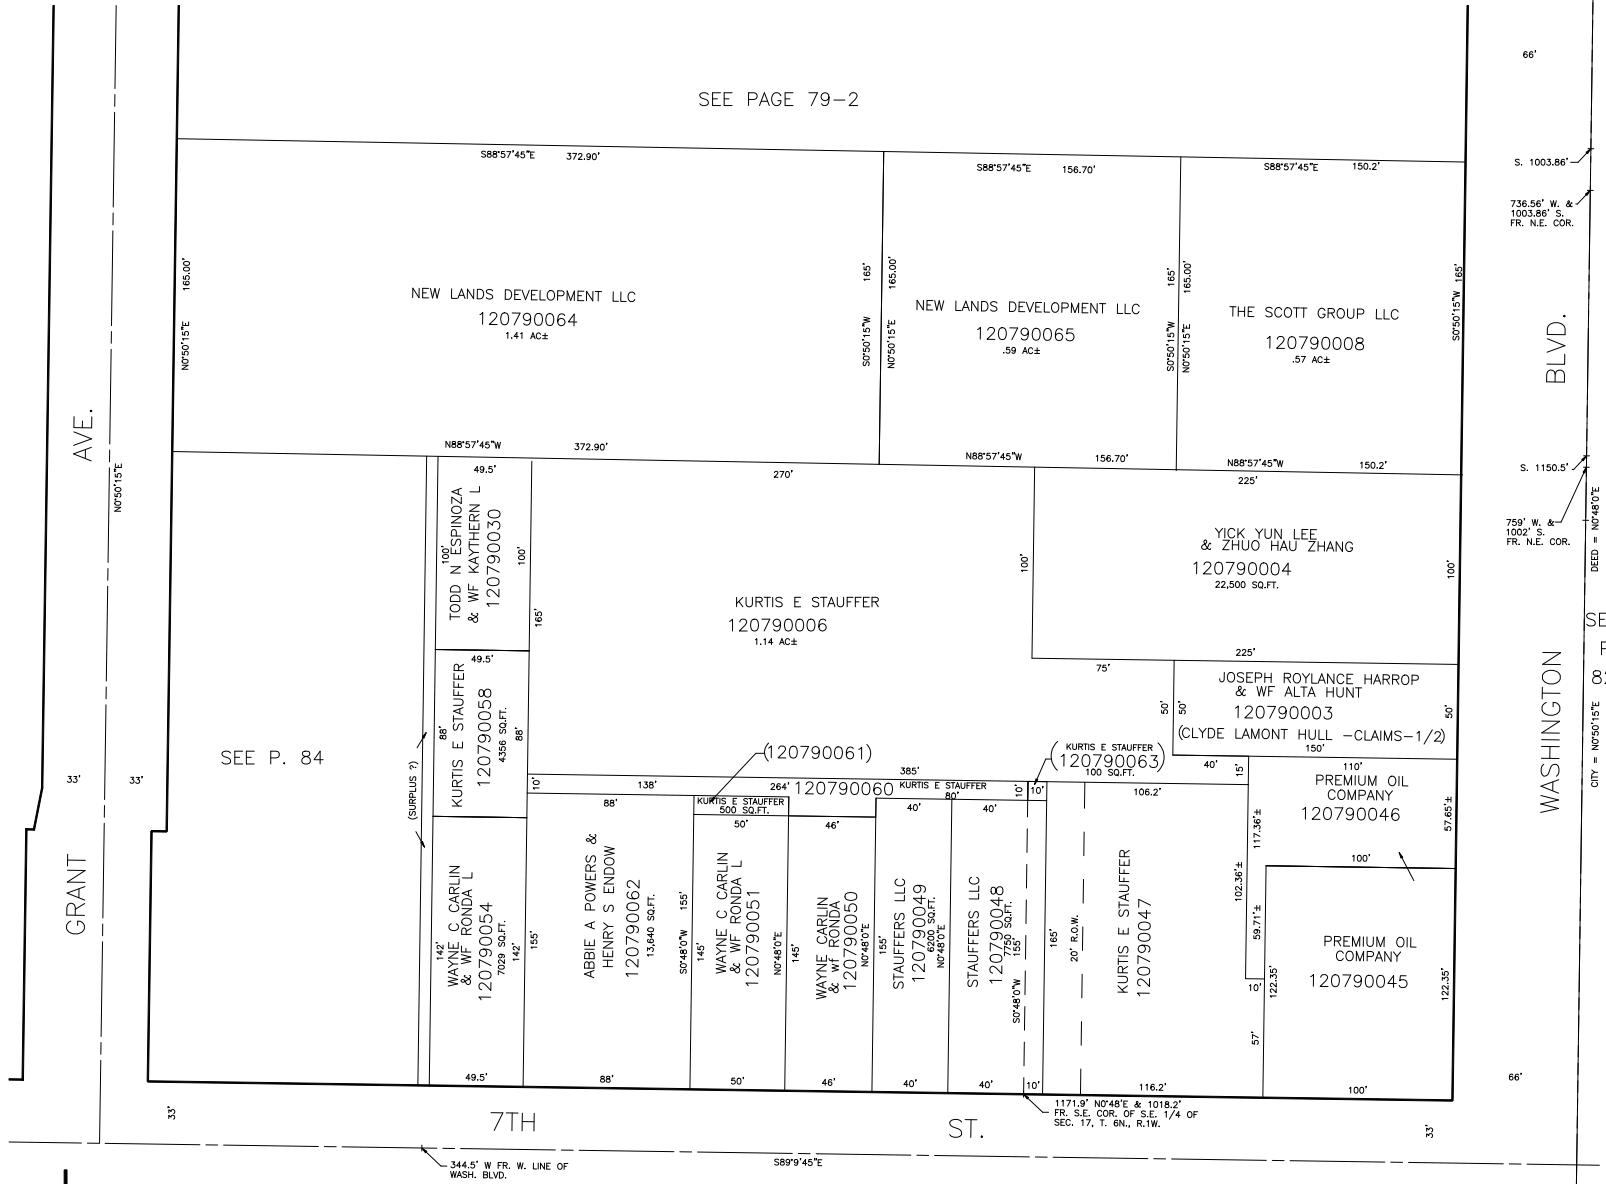 SEE PAGE 79-2
66'
S88°57'45"E 372.90'
S88°57'45"E 156.70'
S88°57'45"E 150.2'
S. 1003.86'
736.56' W. &
1003.86' S.
FR. N.E. COR.
N0°50'15"E 165.00'
NEW LANDS DEVELOPMENT LLC
120790064
1.41 AC±
S0°50'15"W 165'
N0°50'15"E 165.00'
NEW LANDS DEVELOPMENT LLC
120790065
.59 AC±
S0°50'15"W 165'
N0°50'15"E 165.00'
THE SCOTT GROUP LLC
120790008
.57 AC±
S0°50'15"W 165'
N88°57'45"W 372.90'
N88°57'45"W 156.70'
N88°57'45"W 150.2'
S. 1150.5'
759' W. &
1002' S.
FR. N.E. COR.
DEED = N0°48'0"E
CITY = N0°50'15"E
WASHINGTON BLVD.
GRANT AVE.
N0°50'15"E
33'
33'
SEE P. 84
(SURPLUS ?)
49.5'
100'
TODD N ESPINOZA
& WF KAYTHERN L
120790030
100'
165'
49.5'
88'
KURTIS E STAUFFER
120790058
4356 SQ.FT.
88'
142'
WAYNE C CARLIN
& WF RONDA L
120790054
7029 SQ.FT.
142'
49.5'
270'
KURTIS E STAUFFER
120790006
1.14 AC±
100'
225'
YICK YUN LEE
& ZHUO HAU ZHANG
120790004
22,500 SQ.FT.
100'
225'
75'
50'
50'
JOSEPH ROYLANCE HARROP
& WF ALTA HUNT
120790003
(CLYDE LAMONT HULL -CLAIMS-1/2)
50'
150'
40'
15'
110'
PREMIUM OIL
COMPANY
120790046
57.65'±
100'
117.36'±
102.36'±
59.71'±
10'
57'
122.35'
PREMIUM OIL
COMPANY
120790045
122.35'
100'
(120790061)
KURTIS E STAUFFER
(120790063)
100 SQ.FT.
385'
10'
138'
264'
120790060
KURTIS E STAUFFER
80'
10'
10'
106.2'
88'
KURTIS E STAUFFER
500 SQ.FT.
50'
46'
40'
40'
155'
ABBIE A POWERS &
HENRY S ENDOW
120790062
13,640 SQ.FT.
S0°48'0"W 155'
88'
145'
WAYNE C CARLIN
& WF RONDA L
120790051
N0°48'0"E
50'
145'
WAYNE CARLIN
& wf RONDA
120790050
N0°48'0"E
46'
155'
STAUFFERS LLC
120790049
6200 SQ.FT.
N0°48'0"E
40'
STAUFFERS LLC
120790048
7750 SQ.FT.
155'
S0°48'0"W
40'
10'
165'
20' R.O.W.
KURTIS E STAUFFER
120790047
116.2'
1171.9' N0°48'E & 1018.2'
FR. S.E. COR. OF S.E. 1/4 OF
SEC. 17, T. 6N., R.1W.
66'
33'
7TH ST.
33'
344.5' W FR. W. LINE OF
WASH. BLVD.
S89°9'45"E